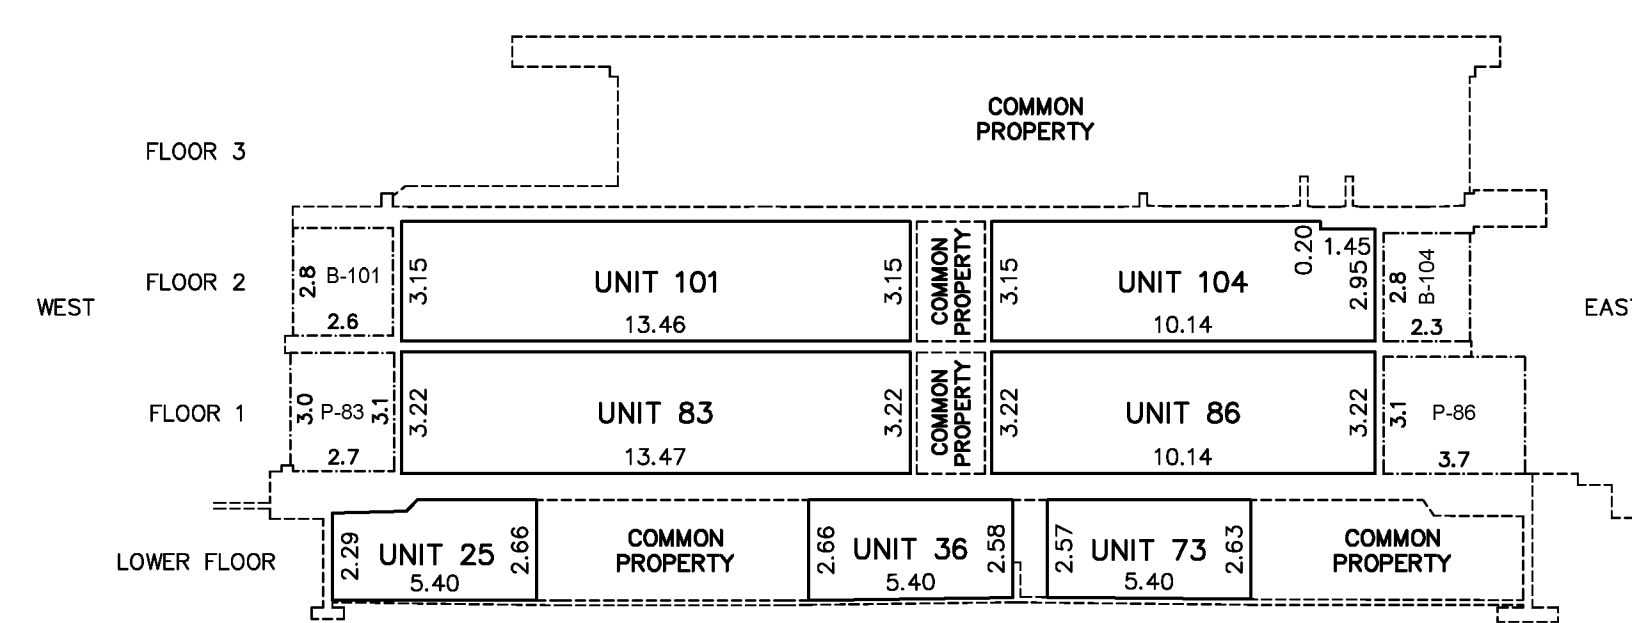 COMMON
PROPERTY
FLOOR 3
FLOOR 2
2.8
B-101
2.6
3.15
UNIT 101
13.46
3.15
COMMON
PROPERTY
3.15
UNIT 104
10.14
0.20
1.45
2.95
2.8
B-104
2.3
WEST
EAST
FLOOR 1
3.0
P-83
3.1
2.7
3.22
UNIT 83
13.47
3.22
COMMON
PROPERTY
3.22
UNIT 86
10.14
3.22
3.1
P-86
3.7
LOWER FLOOR
2.29
UNIT 25
5.40
2.66
COMMON
PROPERTY
2.66
UNIT 36
5.40
2.58
2.57
UNIT 73
5.40
2.63
COMMON
PROPERTY